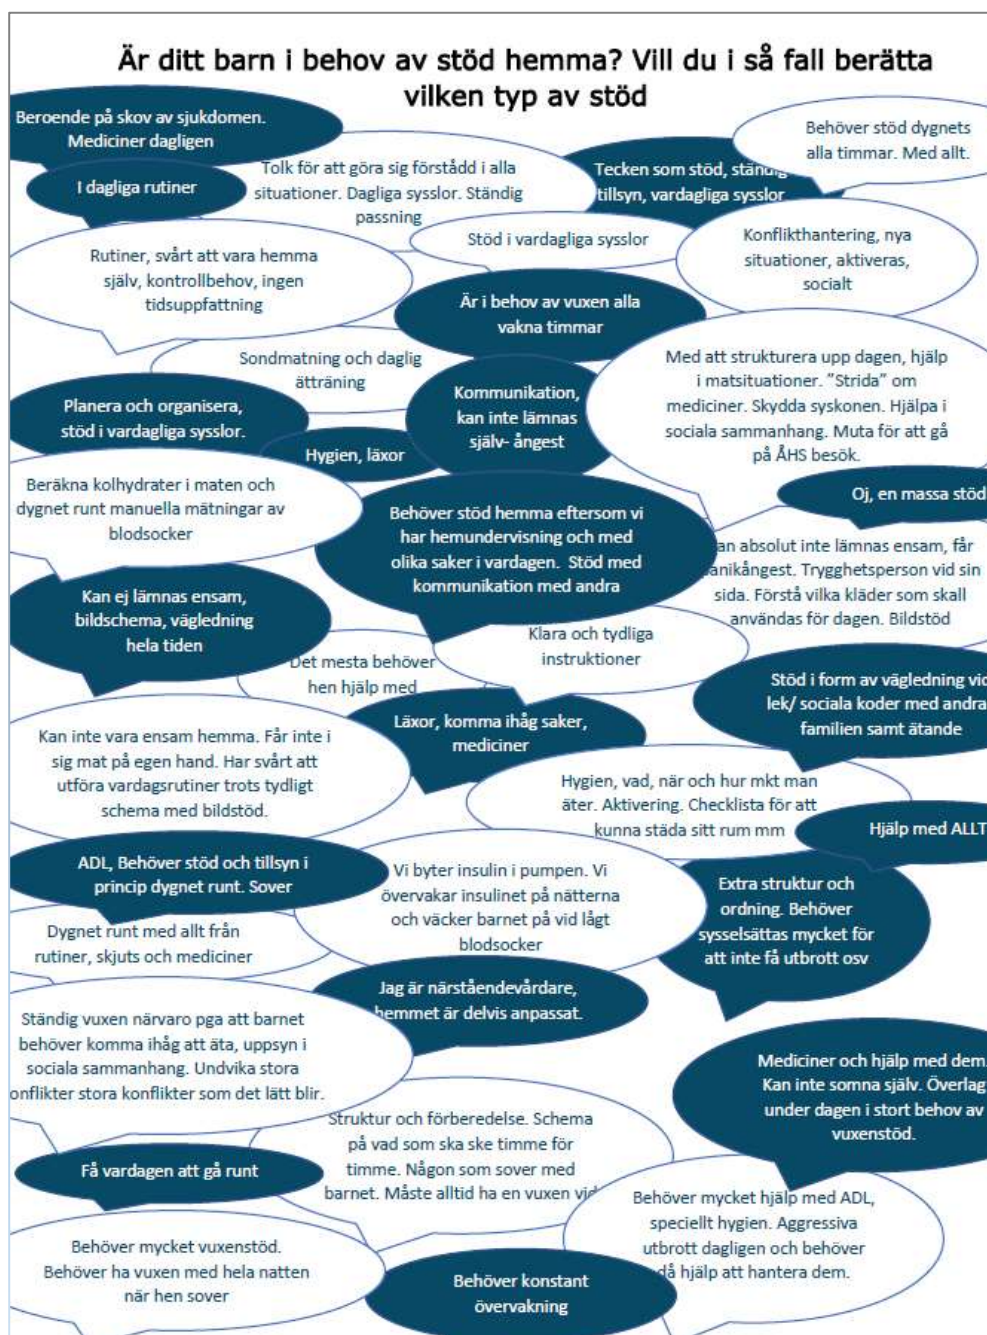 Är ditt barn i behov av stöd hemma? Vill du i så fall berätta
vilken typ av stöd
Beroende på skov av sjukdomen.
Mediciner dagligen
Behöver stöd dygnets
alla timmar. Med allt.
I dagliga rutiner
Tolk för att göra sig förstådd i alla
situationer. Dagliga sysslor. Ständig
passning
Tecken som stöd, ständig
tillsyn, vardagliga sysslor
Stöd i vardagliga sysslor
Konflikthantering, nya
situationer, aktiveras,
socialt
Rutiner, svårt att vara hemma
själv, kontrollbehov, ingen
tidsuppfattning
Är i behov av vuxen alla
vakna timmar
Sondmatning och daglig
ätträning
Med att strukturera upp dagen, hjälp
i matsituationer. ”Strida” om
mediciner. Skydda syskonen. Hjälpa i
sociala sammanhang. Muta för att gå
på ÅHS besök.
Planera och organisera,
stöd i vardagliga sysslor.
Kommunikation,
kan inte lämnas
själv- ångest
Hygien, läxor
Beräkna kolhydrater i maten och
dygnet runt manuella mätningar av
blodsocker
Oj, en massa stöd
Behöver stöd hemma eftersom vi
har hemundervisning och med
olika saker i vardagen. Stöd med
kommunikation med andra
an absolut inte lämnas ensam, får
anikångest. Trygghetsperson vid sin
sida. Förstå vilka kläder som skall
användas för dagen. Bildstöd
Kan ej lämnas ensam,
bildschema, vägledning
hela tiden
Klara och tydliga
instruktioner
Det mesta behöver
hen hjälp med
Stöd i form av vägledning vid
lek/ sociala koder med andra
familjen samt ätande
Läxor, komma ihåg saker,
mediciner
Kan inte vara ensam hemma. Får inte i
sig mat på egen hand. Har svårt att
utföra vardagsrutiner trots tydligt
schema med bildstöd.
Hygien, vad, när och hur mkt man
äter. Aktivering. Checklista för att
kunna städa sitt rum mm
Hjälp med ALLT
ADL, Behöver stöd och tillsyn i
princip dygnet runt. Sover
Vi byter insulin i pumpen. Vi
övervakar insulinet på nätterna
och väcker barnet på vid lågt
blodsocker
Extra struktur och
ordning. Behöver
sysselsättas mycket för
att inte få utbrott osv
Dygnet runt med allt från
rutiner, skjuts och mediciner
Jag är närståendevårdare,
hemmet är delvis anpassat.
Ständig vuxen närvaro pga att barnet
behöver komma ihåg att äta, uppsyn i
sociala sammanhang. Undvika stora
onflikter stora konflikter som det lätt blir.
Mediciner och hjälp med dem.
Kan inte somna själv. Överlag
under dagen i stort behov av
vuxenstöd.
Struktur och förberedelse. Schema
på vad som ska ske timme för
timme. Någon som sover med
barnet. Måste alltid ha en vuxen vid
Få vardagen att gå runt
Behöver mycket hjälp med ADL,
speciellt hygien. Aggressiva
utbrott dagligen och behöver
då hjälp att hantera dem.
Behöver mycket vuxenstöd.
Behöver ha vuxen med hela natten
när hen sover
Behöver konstant
övervakning